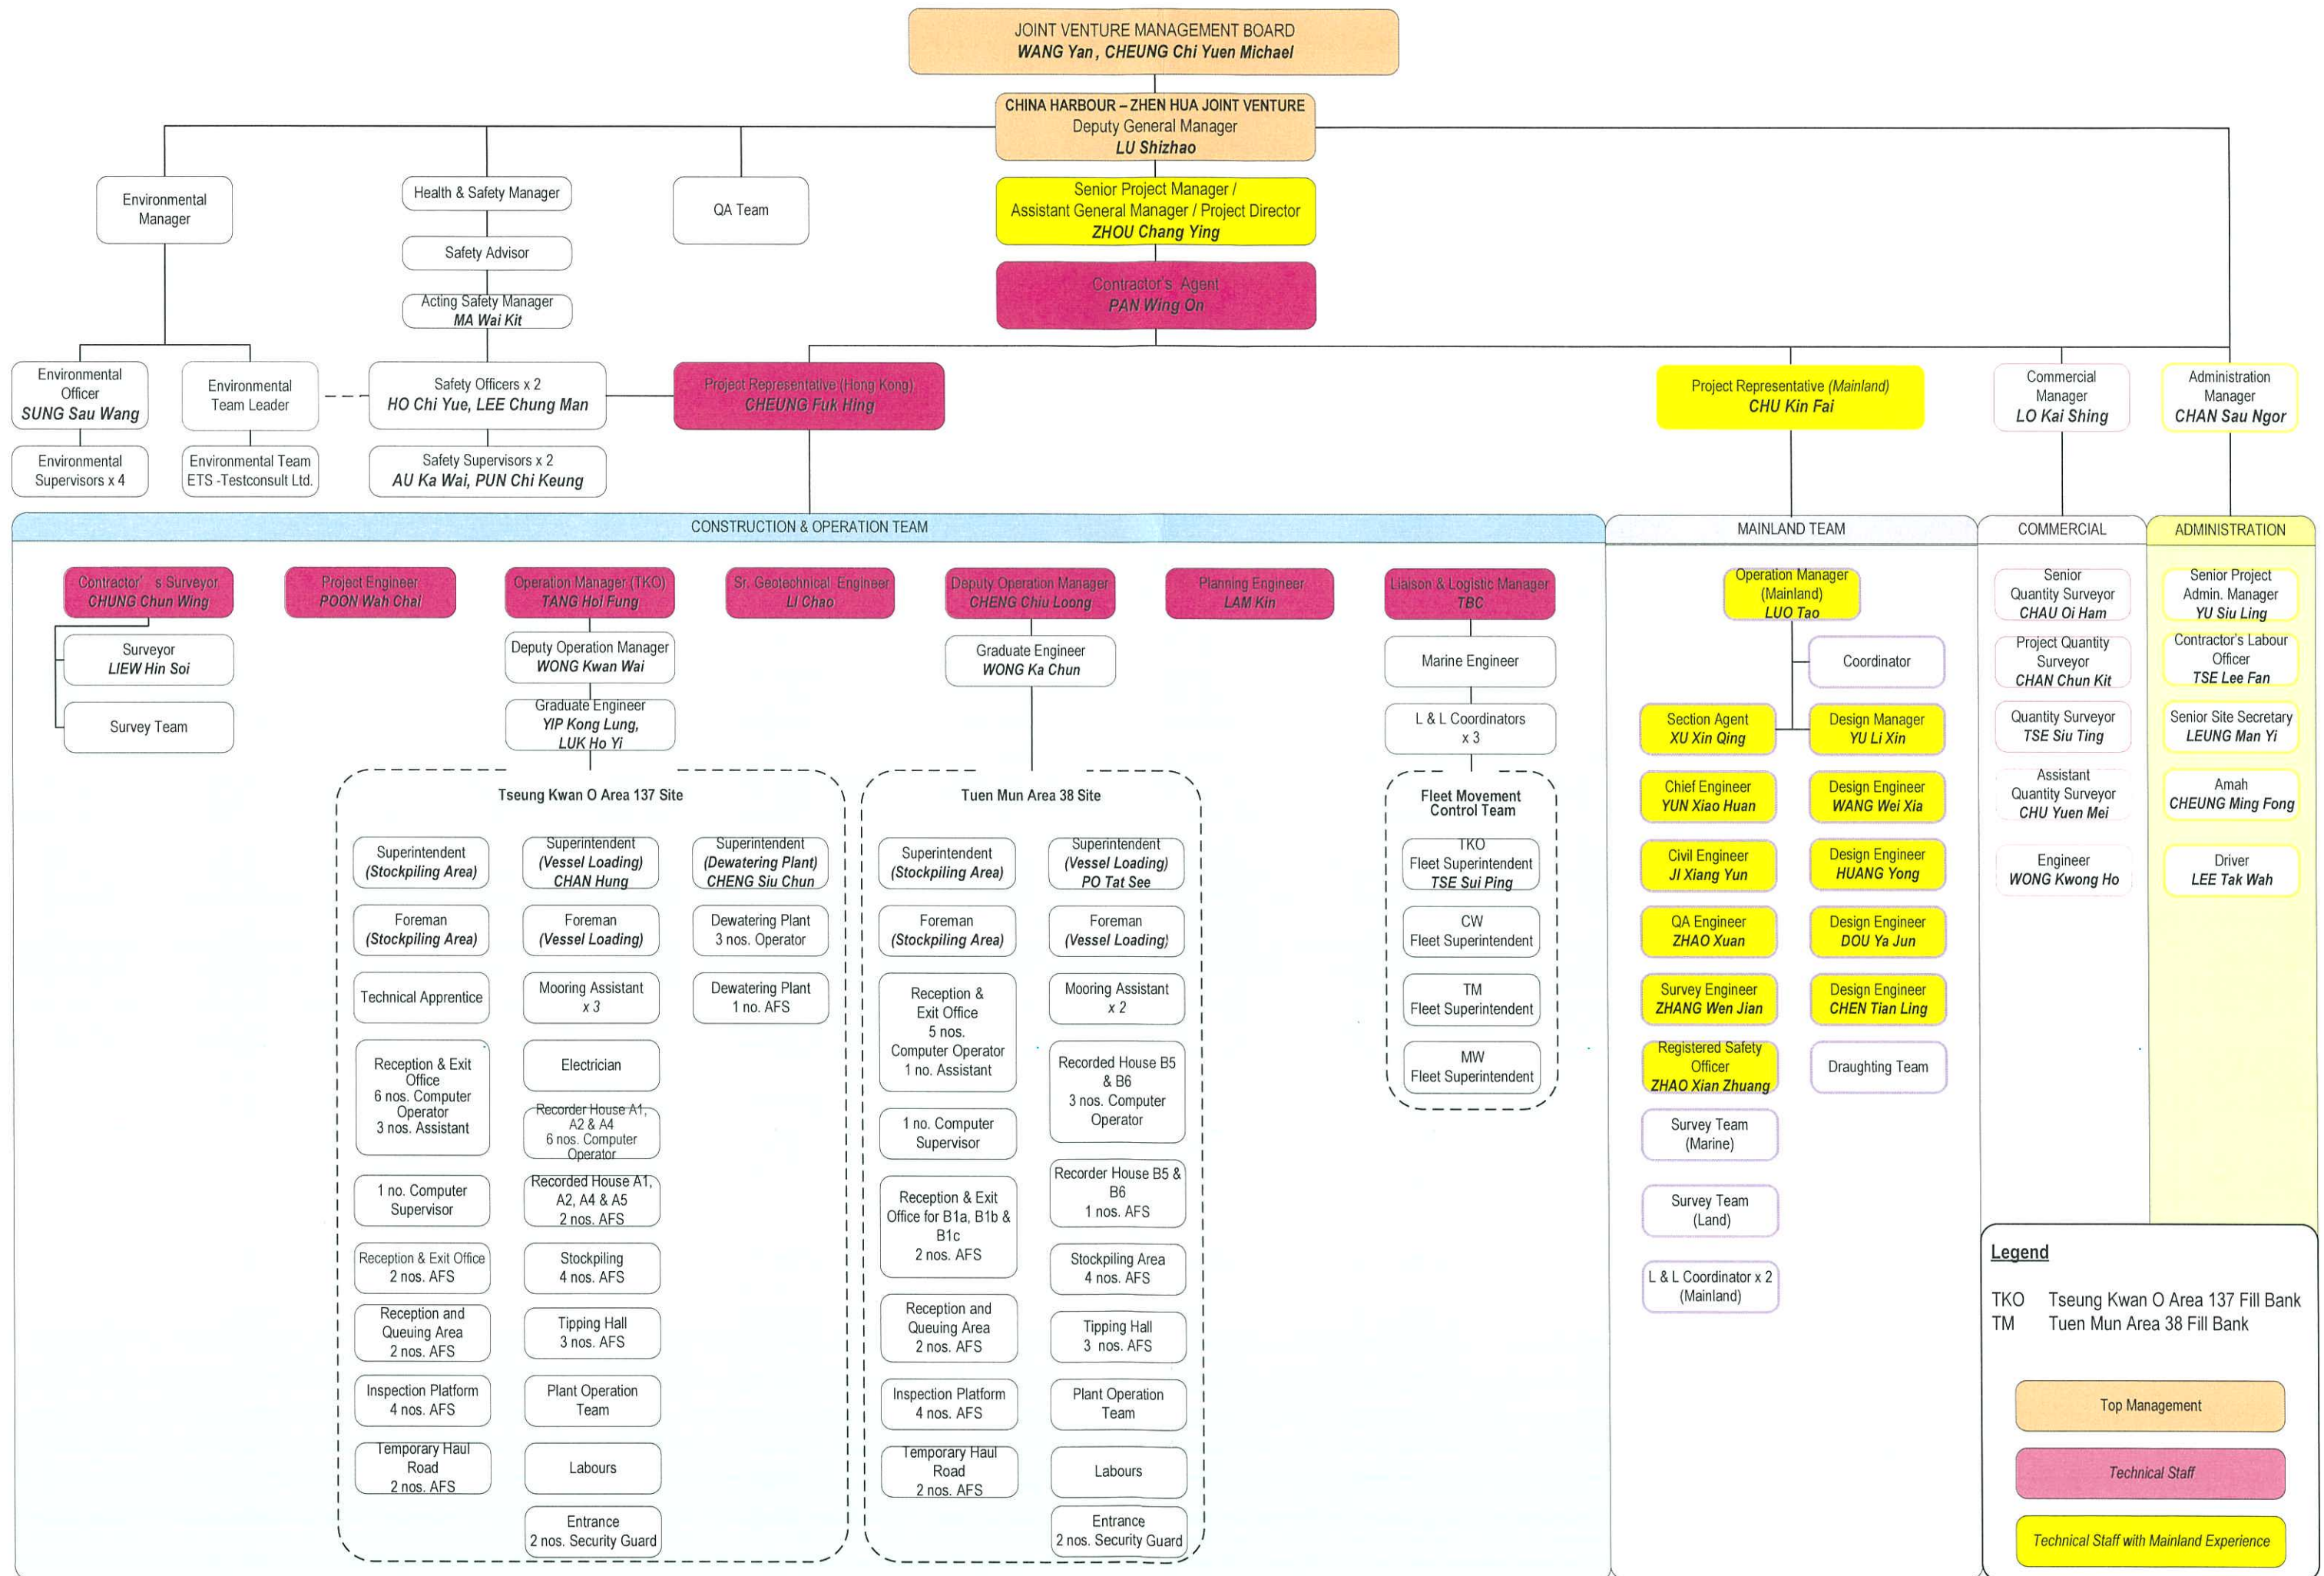 JOINT VENTURE MANAGEMENT BOARD
WANG Yan , CHEUNG Chi Yuen Michael
CHINA HARBOUR – ZHEN HUA JOINT VENTURE
Deputy General Manager
LU Shizhao
Environmental
Manager
Health & Safety Manager
QA Team
Senior Project Manager /
Assistant General Manager / Project Director
ZHOU Chang Ying
Safety Advisor
Acting Safety Manager
MA Wai Kit
Contractor's Agent
PAN Wing On
Environmental
Officer
SUNG Sau Wang
Environmental
Team Leader
Safety Officers x 2
HO Chi Yue, LEE Chung Man
Project Representative (Hong Kong)
CHEUNG Fuk Hing
Project Representative (Mainland)
CHU Kin Fai
Commercial
Manager
LO Kai Shing
Administration
Manager
CHAN Sau Ngor
Environmental
Supervisors x 4
Environmental Team
ETS -Testconsult Ltd.
Safety Supervisors x 2
AU Ka Wai, PUN Chi Keung
CONSTRUCTION & OPERATION TEAM
MAINLAND TEAM
COMMERCIAL
ADMINISTRATION
Contractor' s Surveyor
CHUNG Chun Wing
Project Engineer
POON Wah Chai
Operation Manager (TKO)
TANG Hoi Fung
Sr. Geotechnical Engineer
LI Chao
Deputy Operation Manager
CHENG Chiu Loong
Planning Engineer
LAM Kin
Liaison & Logistic Manager
TBC
Surveyor
LIEW Hin Soi
Survey Team
Deputy Operation Manager
WONG Kwan Wai
Graduate Engineer
YIP Kong Lung,
LUK Ho Yi
Graduate Engineer
WONG Ka Chun
Marine Engineer
L & L Coordinators
x 3
Tseung Kwan O Area 137 Site
Superintendent
(Stockpiling Area)
Foreman
(Stockpiling Area)
Technical Apprentice
Reception & Exit
Office
6 nos. Computer
Operator
3 nos. Assistant
1 no. Computer
Supervisor
Reception & Exit Office
2 nos. AFS
Reception and
Queuing Area
2 nos. AFS
Inspection Platform
4 nos. AFS
Temporary Haul
Road
2 nos. AFS
Superintendent
(Vessel Loading)
CHAN Hung
Foreman
(Vessel Loading)
Mooring Assistant
x 3
Electrician
Recorder House A1,
A2 & A4
6 nos. Computer
Operator
Recorded House A1,
A2, A4 & A5
2 nos. AFS
Stockpiling
4 nos. AFS
Tipping Hall
3 nos. AFS
Plant Operation
Team
Labours
Entrance
2 nos. Security Guard
Superintendent
(Dewatering Plant)
CHENG Siu Chun
Dewatering Plant
3 nos. Operator
Dewatering Plant
1 no. AFS
Tuen Mun Area 38 Site
Superintendent
(Stockpiling Area)
Foreman
(Stockpiling Area)
Reception &
Exit Office
5 nos.
Computer Operator
1 no. Assistant
1 no. Computer
Supervisor
Reception & Exit
Office for B1a, B1b &
B1c
2 nos. AFS
Reception and
Queuing Area
2 nos. AFS
Inspection Platform
4 nos. AFS
Temporary Haul
Road
2 nos. AFS
Superintendent
(Vessel Loading)
PO Tat See
Foreman
(Vessel Loading)
Mooring Assistant
x 2
Recorded House B5
& B6
3 nos. Computer
Operator
Recorder House B5 &
B6
1 nos. AFS
Stockpiling Area
4 nos. AFS
Tipping Hall
3 nos. AFS
Plant Operation
Team
Labours
Entrance
2 nos. Security Guard
Fleet Movement
Control Team
TKO
Fleet Superintendent
TSE Sui Ping
CW
Fleet Superintendent
TM
Fleet Superintendent
MW
Fleet Superintendent
Operation Manager
(Mainland)
LUO Tao
Coordinator
Section Agent
XU Xin Qing
Chief Engineer
YUN Xiao Huan
Civil Engineer
JI Xiang Yun
QA Engineer
ZHAO Xuan
Survey Engineer
ZHANG Wen Jian
Registered Safety
Officer
ZHAO Xian Zhuang
Survey Team
(Marine)
Survey Team
(Land)
L & L Coordinator x 2
(Mainland)
Design Manager
YU Li Xin
Design Engineer
WANG Wei Xia
Design Engineer
HUANG Yong
Design Engineer
DOU Ya Jun
Design Engineer
CHEN Tian Ling
Draughting Team
Senior
Quantity Surveyor
CHAU Oi Ham
Project Quantity
Surveyor
CHAN Chun Kit
Quantity Surveyor
TSE Siu Ting
Assistant
Quantity Surveyor
CHU Yuen Mei
Engineer
WONG Kwong Ho
Senior Project
Admin. Manager
YU Siu Ling
Contractor's Labour
Officer
TSE Lee Fan
Senior Site Secretary
LEUNG Man Yi
Amah
CHEUNG Ming Fong
Driver
LEE Tak Wah
Legend
TKO Tseung Kwan O Area 137 Fill Bank
TM Tuen Mun Area 38 Fill Bank
Top Management
Technical Staff
Technical Staff with Mainland Experience